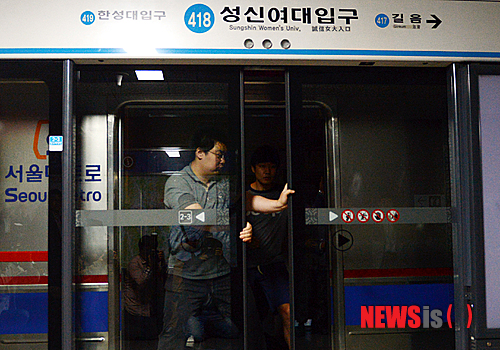 419 한성대입구
418 성신여대입구
Sungshin Women's Univ. 誠信女大入口
417 길음
서울메트로
Seoul Metro
2-3
NEWSis